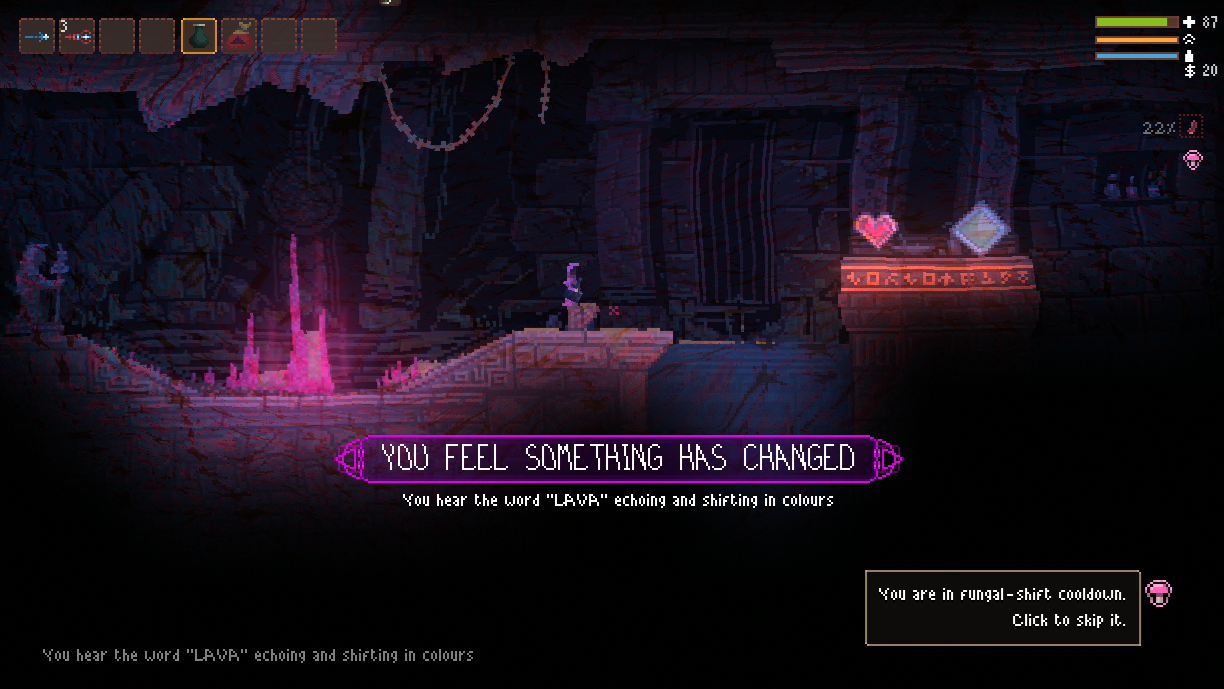 3
87
20
22%
YOU FEEL SOMETHING HAS CHANGED
You hear the word "LAVA" echoing and shifting in colours
You are in fungal-shift cooldown.
Click to skip it.
You hear the word "LAVA" echoing and shifting in colours